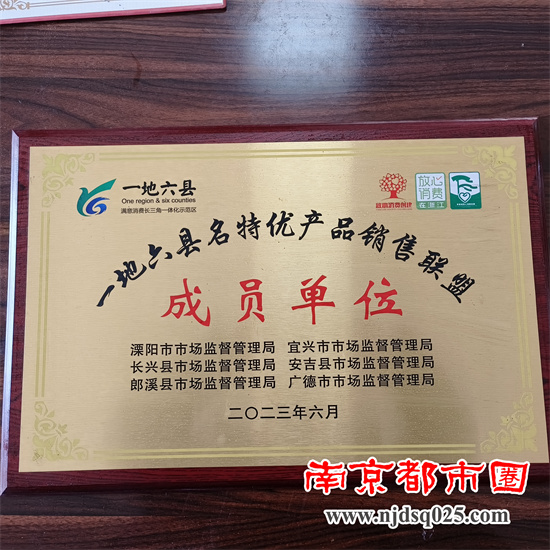 一地六县
One region & six counties
满意消费长三角一体化示范区
放心
消费
在浙江
一地六县名特优产品销售联盟
成员单位
溧阳市市场监督管理局 宜兴市市场监督管理局
长兴县市场监督管理局 安吉县市场监督管理局
郎溪县市场监督管理局 广德市市场监督管理局
二〇二三年六月
南京都市圈
www.njdsq025.com